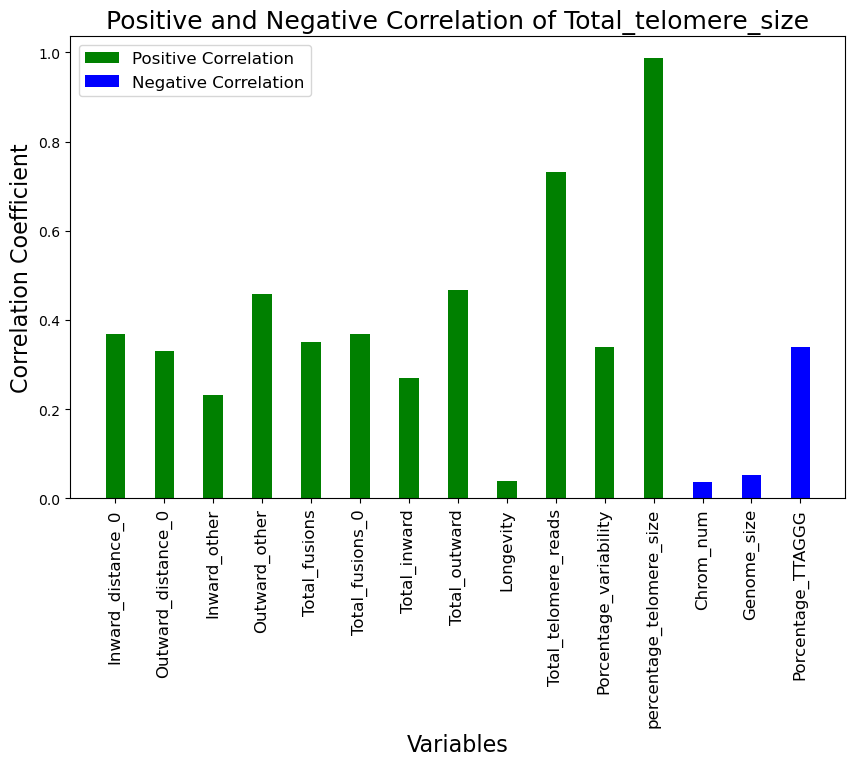 Positive and Negative Correlation of Total_telomere_size
Positive Correlation
Negative Correlation
Correlation Coefficient
1.0
0.8
0.6
0.4
0.2
0.0
Inward_distance_0
Outward_distance_0
Inward_other
Outward_other
Total_fusions
Total_fusions_0
Total_inward
Total_outward
Longevity
Total_telomere_reads
Porcentage_variability
percentage_telomere_size
Chrom_num
Genome_size
Porcentage_TTAGGG
Variables